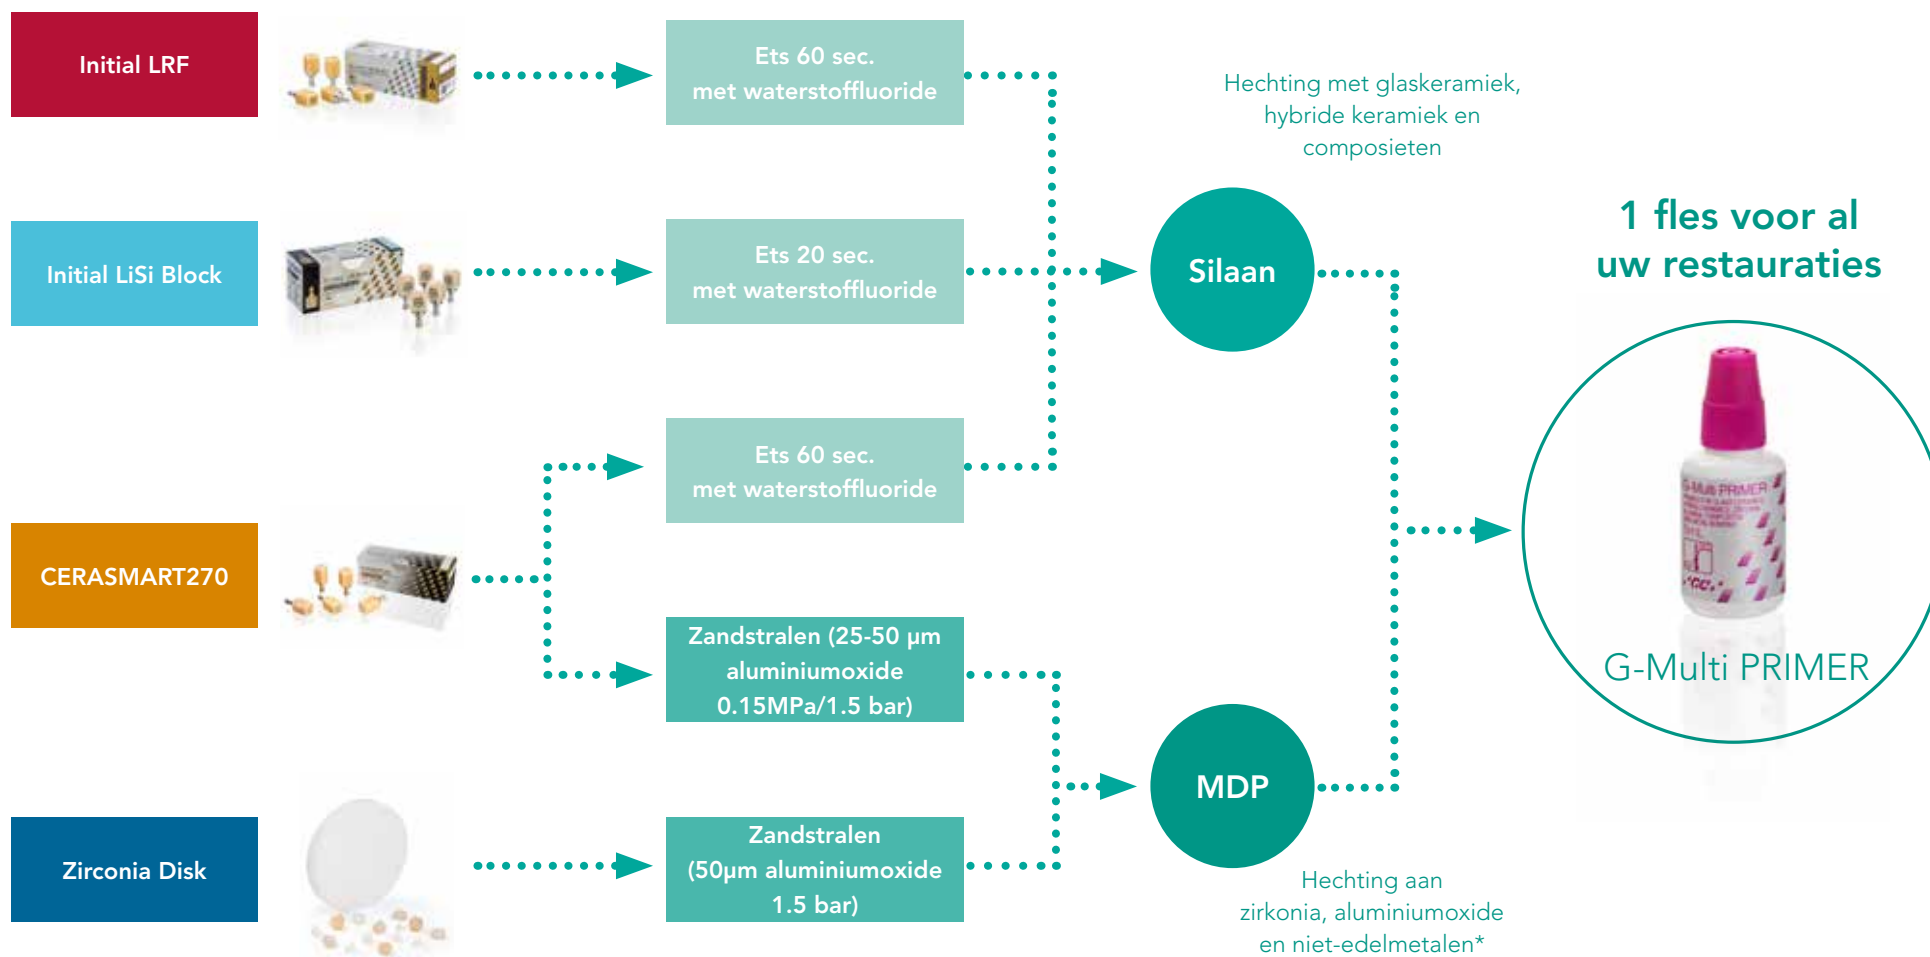 Initial LRF
Ets 60 sec.
met waterstoffluoride
Hechting met glaskeramiek,
hybride keramiek en
composieten
Initial LiSi Block
Ets 20 sec.
met waterstoffluoride
Silaan
1 fles voor al
uw restauraties
Ets 60 sec.
met waterstoffluoride
CERASMART270
Zandstralen (25-50 µm
aluminiumoxide
0.15MPa/1.5 bar)
G-Multi PRIMER
G-Multi PRIMER
Zirconia Disk
Zandstralen
(50µm aluminiumoxide
1.5 bar)
MDP
Hechting aan
zirkonia, aluminiumoxide
en niet-edelmetalen*